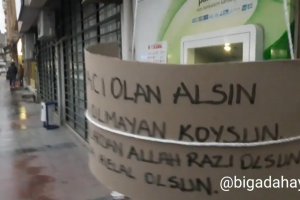 ACI OLAN ALSIN
OLMAYAN KOYSUN.
ALLAH RAZI OLSUN
HELAL OLSUN.
@bigadahay